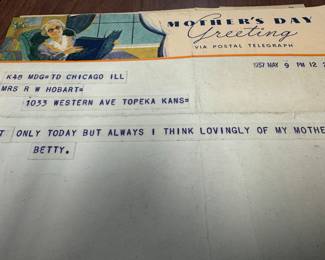 MOTHER'S DAY
Greeting
VIA POSTAL TELEGRAPH
1937 MAY 9 PM 12 2
K48 MDG=TD CHICAGO ILL
MRS R W HOBART=
1033 WESTERN AVE TOPEKA KANS=
T ONLY TODAY BUT ALWAYS I THINK LOVINGLY OF MY MOTHE
BETTY.